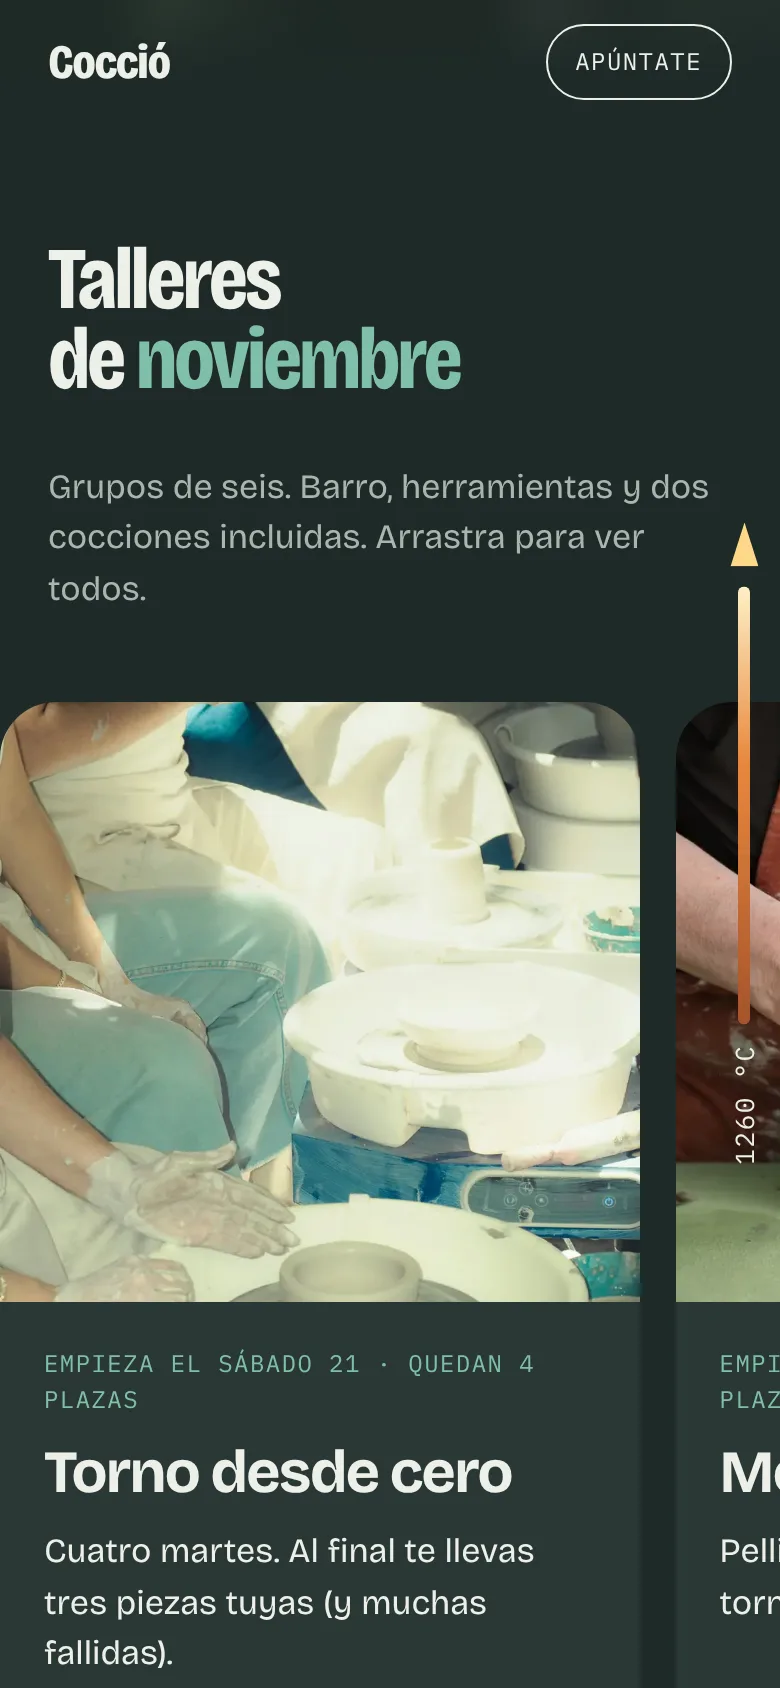 Cocció
APÚNTATE
Talleres
de noviembre
Grupos de seis. Barro, herramientas y dos
cocciones incluidas. Arrastra para ver
todos.
1260 °C
EMPIEZA EL SÁBADO 21 · QUEDAN 4
PLAZAS
Torno desde cero
Cuatro martes. Al final te llevas
tres piezas tuyas (y muchas
fallidas).